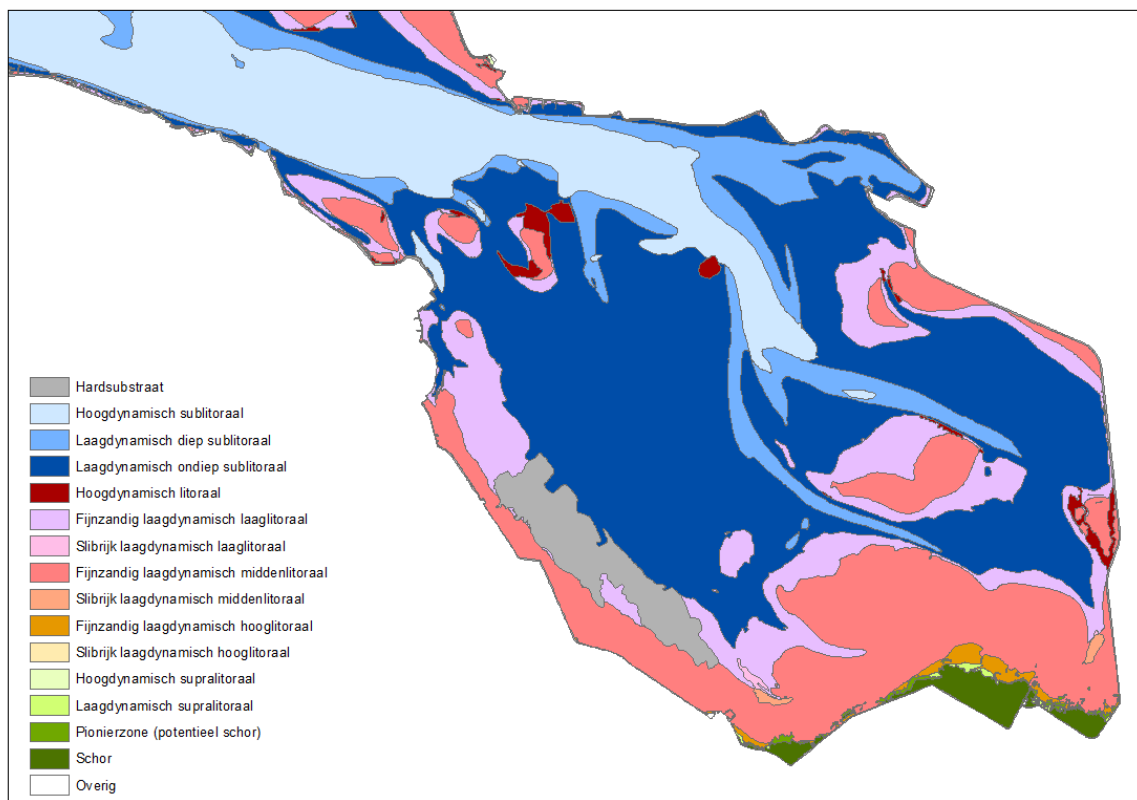 Hardsubstraat
Hoogdynamisch sublitoraal
Laagdynamisch diep sublitoraal
Laagdynamisch ondiep sublitoraal
Hoogdynamisch litoraal
Fijnzandig laagdynamisch laaglitoraal
Slibrijk laagdynamisch laaglitoraal
Fijnzandig laagdynamisch middenlitoraal
Slibrijk laagdynamisch middenlitoraal
Fijnzandig laagdynamisch hooglitoraal
Slibrijk laagdynamisch hooglitoraal
Hoogdynamisch supralitoraal
Laagdynamisch supralitoraal
Pionierzone (potentieel schor)
Schor
Overig